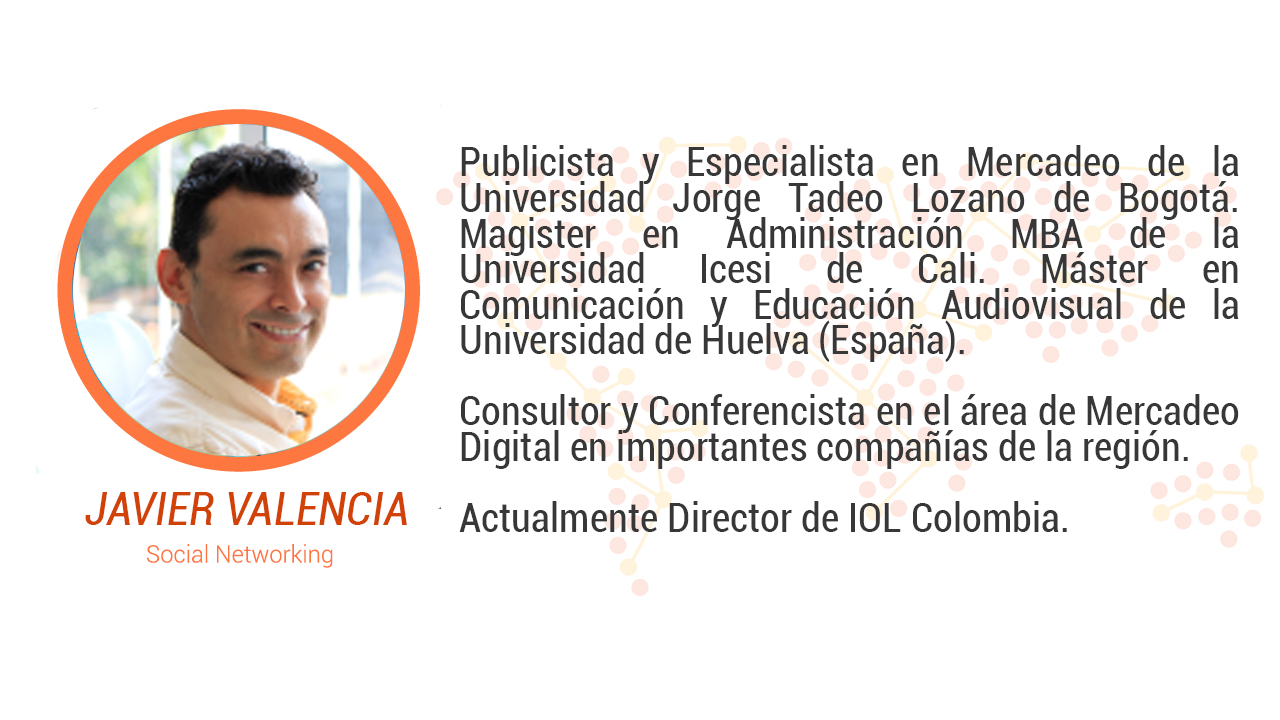 JAVIER VALENCIA
Social Networking
Publicista y Especialista en Mercadeo de la
Universidad Jorge Tadeo Lozano de Bogotá.
Magister en Administración MBA de la
Universidad Icesi de Cali. Máster en
Comunicación y Educación Audiovisual de la
Universidad de Huelva (España).
Consultor y Conferencista en el área de Mercadeo
Digital en importantes compañías de la región.
Actualmente Director de IOL Colombia.